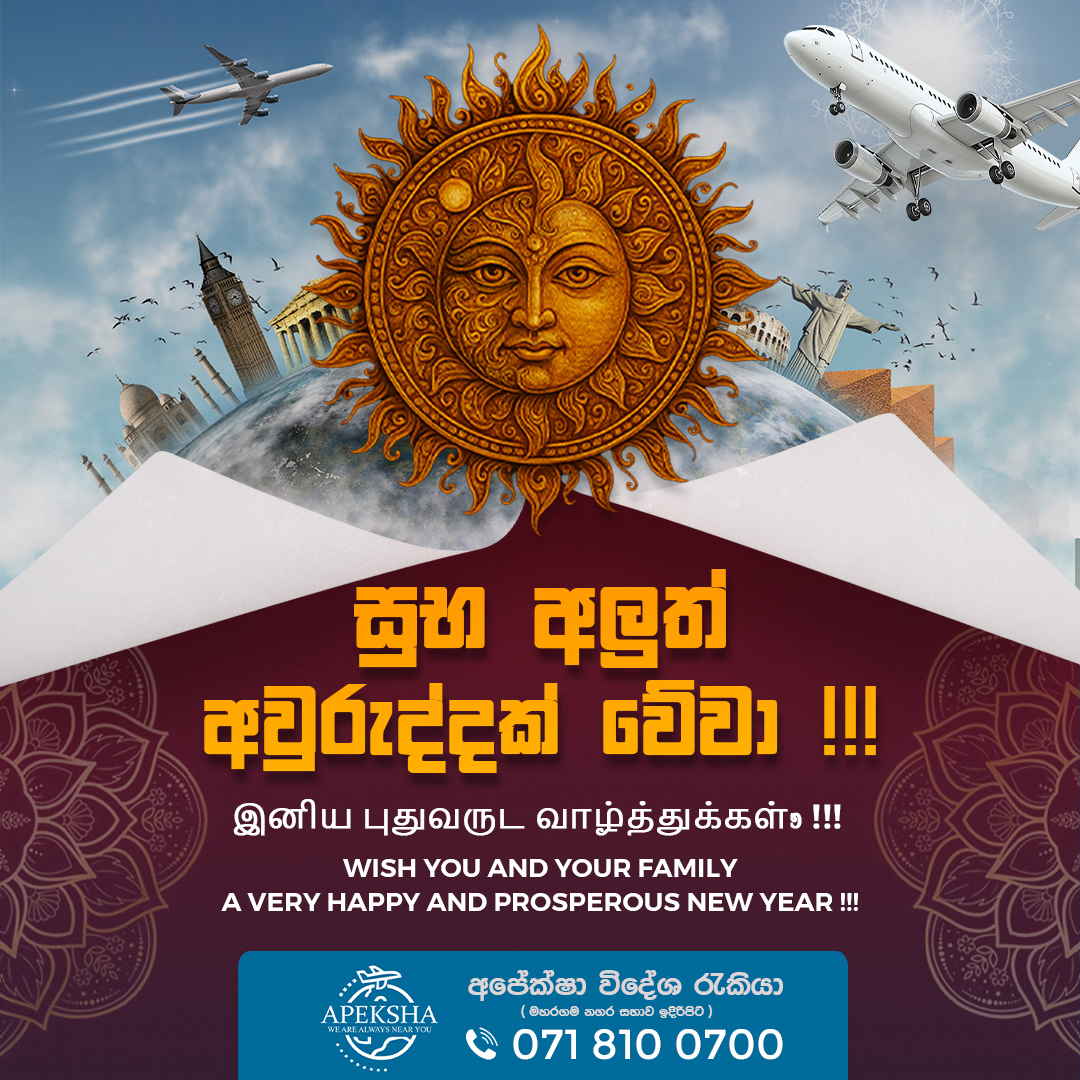 සුභ අලුත්
අවුරුද්දක් වේවා !!!
இனிய புதுவருட வாழ்த்துக்கள் !!!
WISH YOU AND YOUR FAMILY
A VERY HAPPY AND PROSPEROUS NEW YEAR !!!
APEKSHA
WE ARE ALWAYS NEAR YOU
අපේක්ෂා විදේශ රැකියා
( මහරගම නගර සභාව ඉදිරිපිට )
071 810 0700